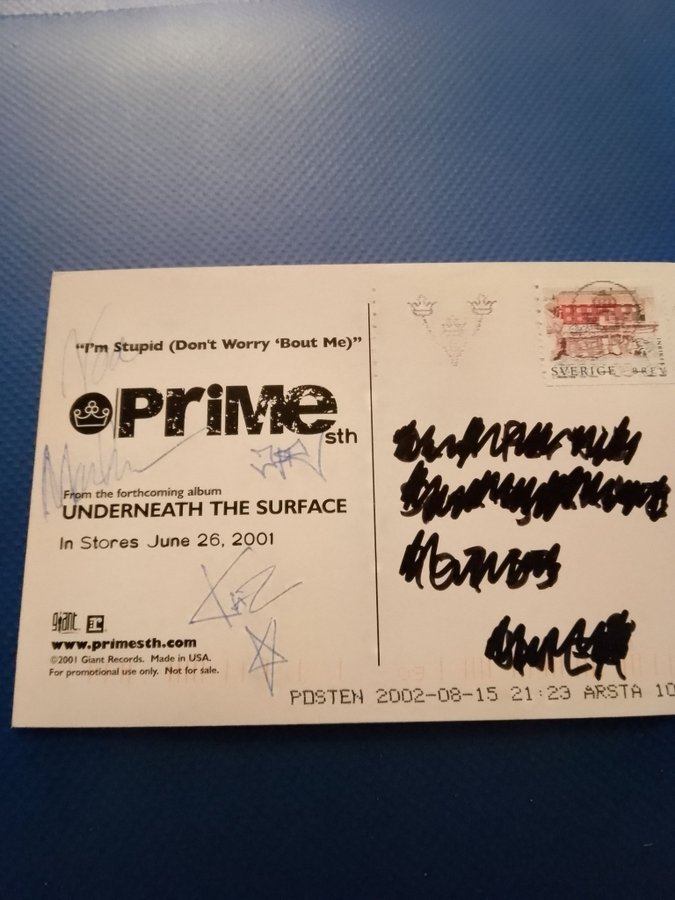 "I'm Stupid (Don't Worry 'Bout Me)"
PRIME
sth
From the forthcoming album
UNDERNEATH THE SURFACE
In Stores June 26, 2001
giant
www.primesth.com
©2001 Giant Records. Made in USA.
For promotional use only. Not for sale.
SVERIGE BREV
POSTEN 2002-08-15 21:23 ARSTA 10